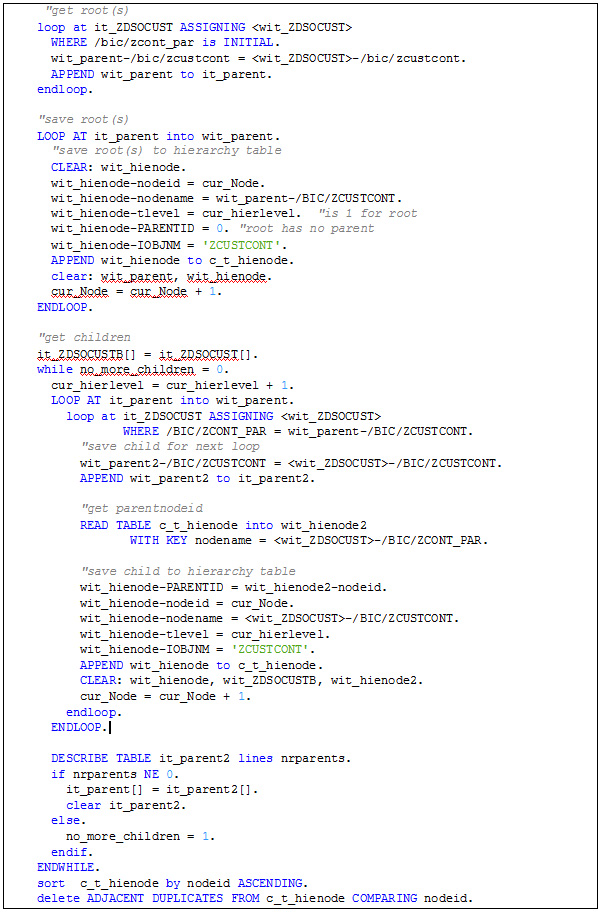 "get root(s)
loop at it_ZDSOCUST ASSIGNING <wit_ZDSOCUST>
WHERE /bic/zcont_par is INITIAL.
wit_parent-/bic/zcustcont = <wit_ZDSOCUST>-/bic/zcustcont.
APPEND wit_parent to it_parent.
endloop.
"save root(s)
LOOP AT it_parent into wit_parent.
"save root(s) to hierarchy table
CLEAR: wit_hienode.
wit_hienode-nodeid = cur_Node.
wit_hienode-nodename = wit_parent-/BIC/ZCUSTCONT.
wit_hienode-tlevel = cur_hierlevel. "is 1 for root
wit_hienode-PARENTID = 0. "root has no parent
wit_hienode-IOBJNM = 'ZCUSTCONT'.
APPEND wit_hienode to c_t_hienode.
clear: wit_parent, wit_hienode.
cur_Node = cur_Node + 1.
ENDLOOP.
"get children
it_ZDSOCUSTB[] = it_ZDSOCUST[].
while no_more_children = 0.
cur_hierlevel = cur_hierlevel + 1.
LOOP AT it_parent into wit_parent.
loop at it_ZDSOCUST ASSIGNING <wit_ZDSOCUST>
WHERE /BIC/ZCONT_PAR = wit_parent-/BIC/ZCUSTCONT.
"save child for next loop
wit_parent2-/BIC/ZCUSTCONT = <wit_ZDSOCUST>-/BIC/ZCUSTCONT.
APPEND wit_parent2 to it_parent2.
"get parentnodeid
READ TABLE c_t_hienode into wit_hienode2
WITH KEY nodename = <wit_ZDSOCUST>-/BIC/ZCONT_PAR.
"save child to hierarchy table
wit_hienode-PARENTID = wit_hienode2-nodeid.
wit_hienode-nodeid = cur_Node.
wit_hienode-nodename = <wit_ZDSOCUST>-/BIC/ZCUSTCONT.
wit_hienode-tlevel = cur_hierlevel.
wit_hienode-IOBJNM = 'ZCUSTCONT'.
APPEND wit_hienode to c_t_hienode.
CLEAR: wit_hienode, wit_ZDSOCUSTB, wit_hienode2.
cur_Node = cur_Node + 1.
endloop.
ENDLOOP.
DESCRIBE TABLE it_parent2 lines nrparents.
if nrparents NE 0.
it_parent[] = it_parent2[].
clear it_parent2.
else.
no_more_children = 1.
endif.
ENDWHILE.
sort c_t_hienode by nodeid ASCENDING.
delete ADJACENT DUPLICATES FROM c_t_hienode COMPARING nodeid.